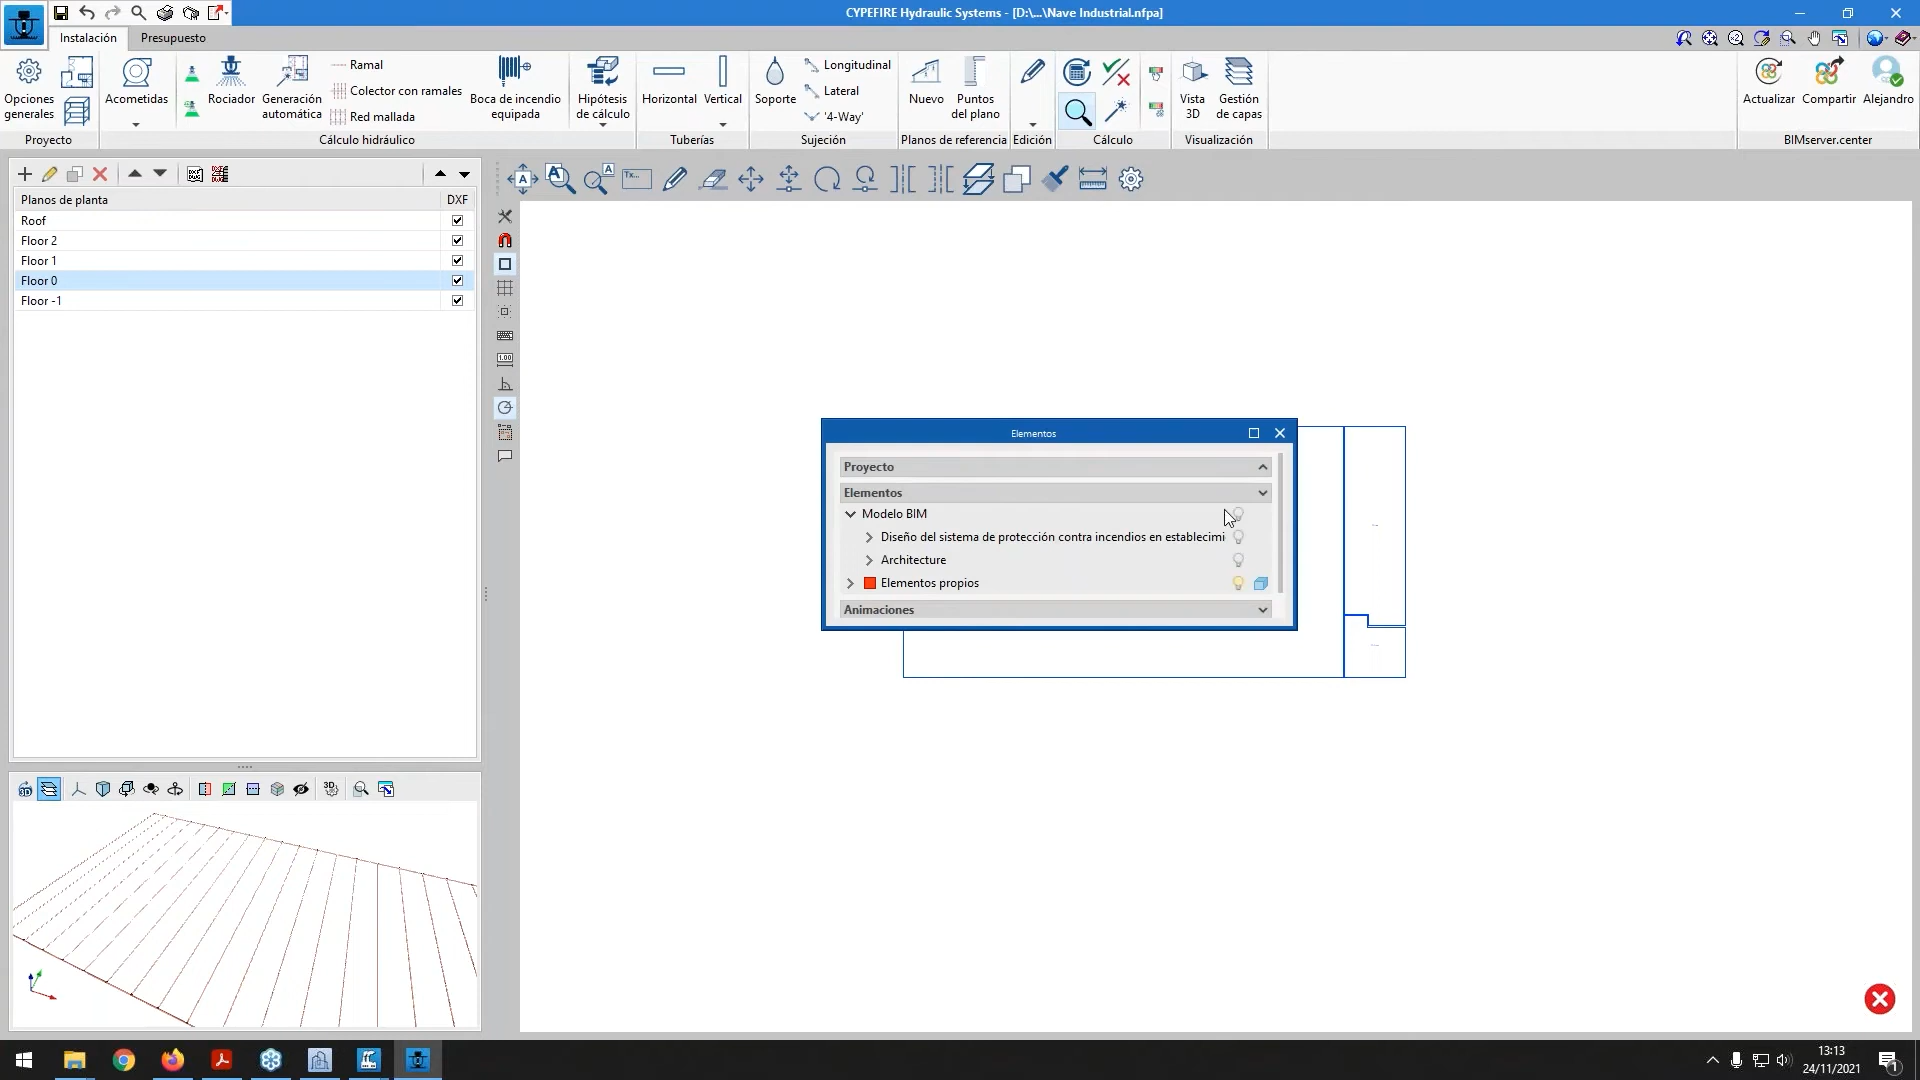 CYPEFIRE Hydraulic Systems - [D:\...\Nave Industrial.nfpa]
Instalación
Presupuesto
Opciones generales
Acometidas
Rociador
Generación automática
Ramal
Colector con ramales
Red mallada
Boca de incendio equipada
Hipótesis de cálculo
Horizontal
Vertical
Soporte
Longitudinal
Lateral
'4-Way'
Nuevo
Puntos del plano
Vista 3D
Gestión de capas
Actualizar
Compartir
Alejandro
Proyecto
Cálculo hidráulico
Tuberías
Sujeción
Planos de referencia
Edición
Cálculo
Visualización
BIMserver.center
Planos de planta
DXF
Roof
Floor 2
Floor 1
Floor 0
Floor -1
Elementos
Proyecto
Elementos
Modelo BIM
Diseño del sistema de protección contra incendios en establecimi
Architecture
Elementos propios
Animaciones
13:13
24/11/2021